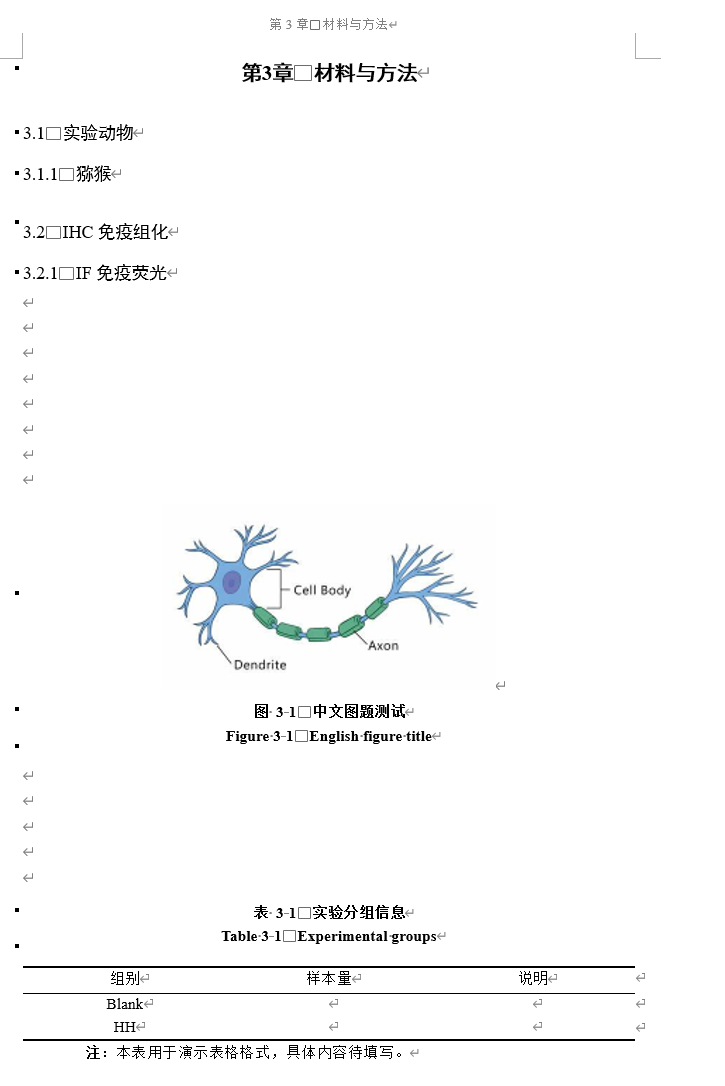 第 3 章□材料与方法
第3章□材料与方法
3.1□实验动物
3.1.1□猕猴
3.2□IHC 免疫组化
3.2.1□IF 免疫荧光
Cell Body
Axon
Dendrite
图 3-1□中文图题测试
Figure 3-1□English figure title
表 3-1□实验分组信息
Table 3-1□Experimental groups
组别 样本量 说明
Blank
HH
注：本表用于演示表格格式，具体内容待填写。